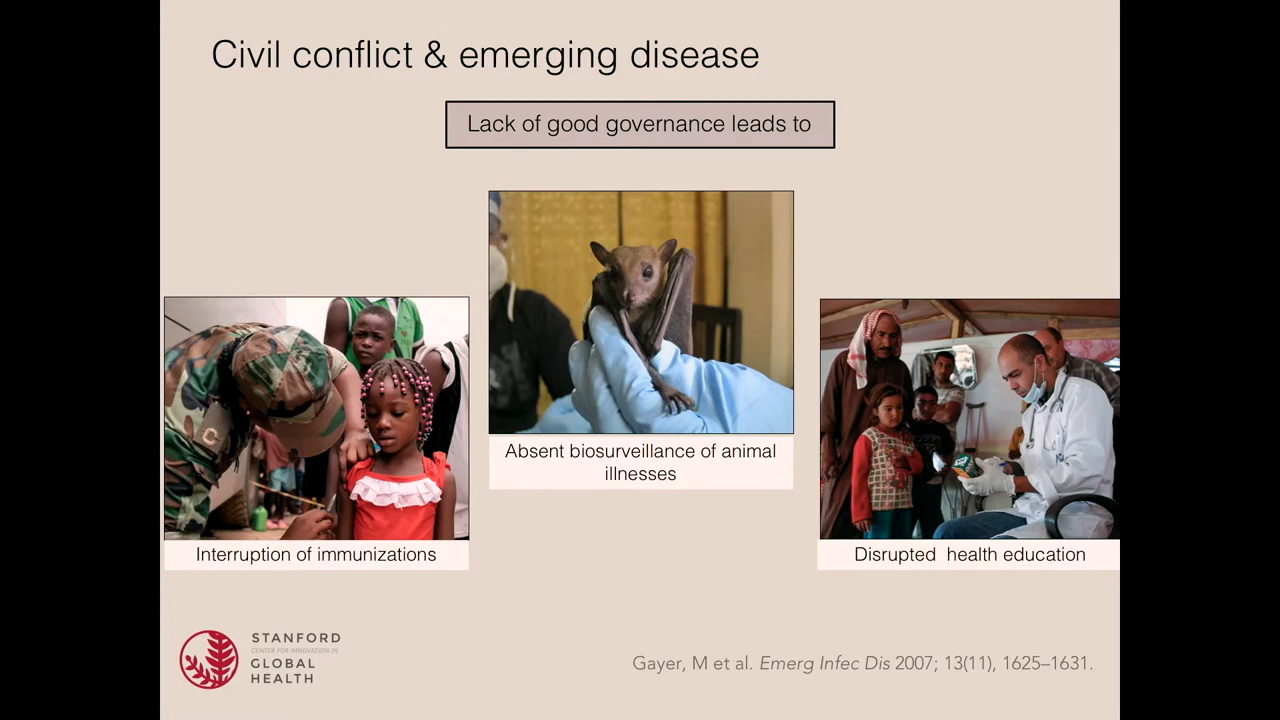 Civil conflict & emerging disease
Lack of good governance leads to
Absent biosurveillance of animal
illnesses
Interruption of immunizations
Disrupted health education
STANFORD
CENTER FOR INNOVATION IN
GLOBAL
HEALTH
Gayer, M et al. Emerg Infec Dis 2007; 13(11), 1625–1631.